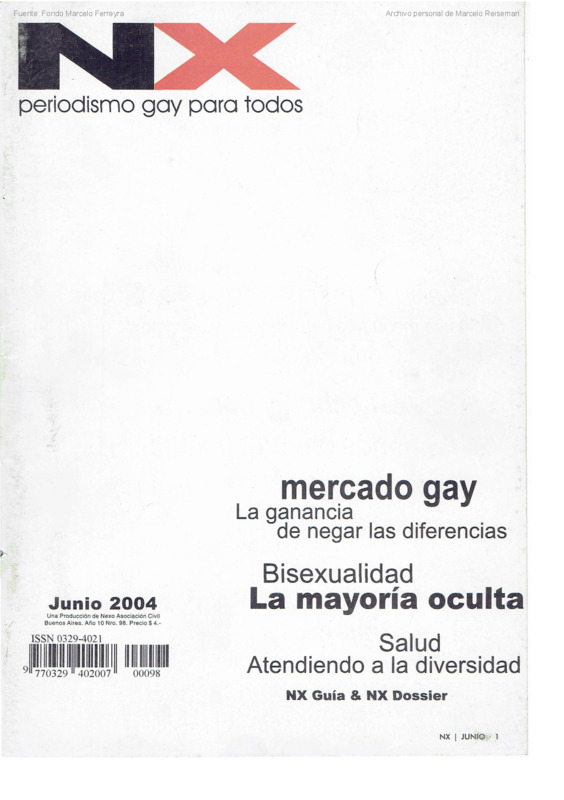 Fuente: Fondo Marcelo Ferreyra
Archivo personal de Marcelo Reiseman
NX
periodismo gay para todos
mercado gay
La ganancia
de negar las diferencias
Bisexualidad
La mayoría oculta
Junio 2004
Una Producción de Nexo Asociación Civil
Buenos Aires. Año 10 Nro. 98. Precio $ 4.-
Salud
Atendiendo a la diversidad
ISSN 0329-4021
9 770329 402007 00098
NX Guía & NX Dossier
NX | JUNIO / 1